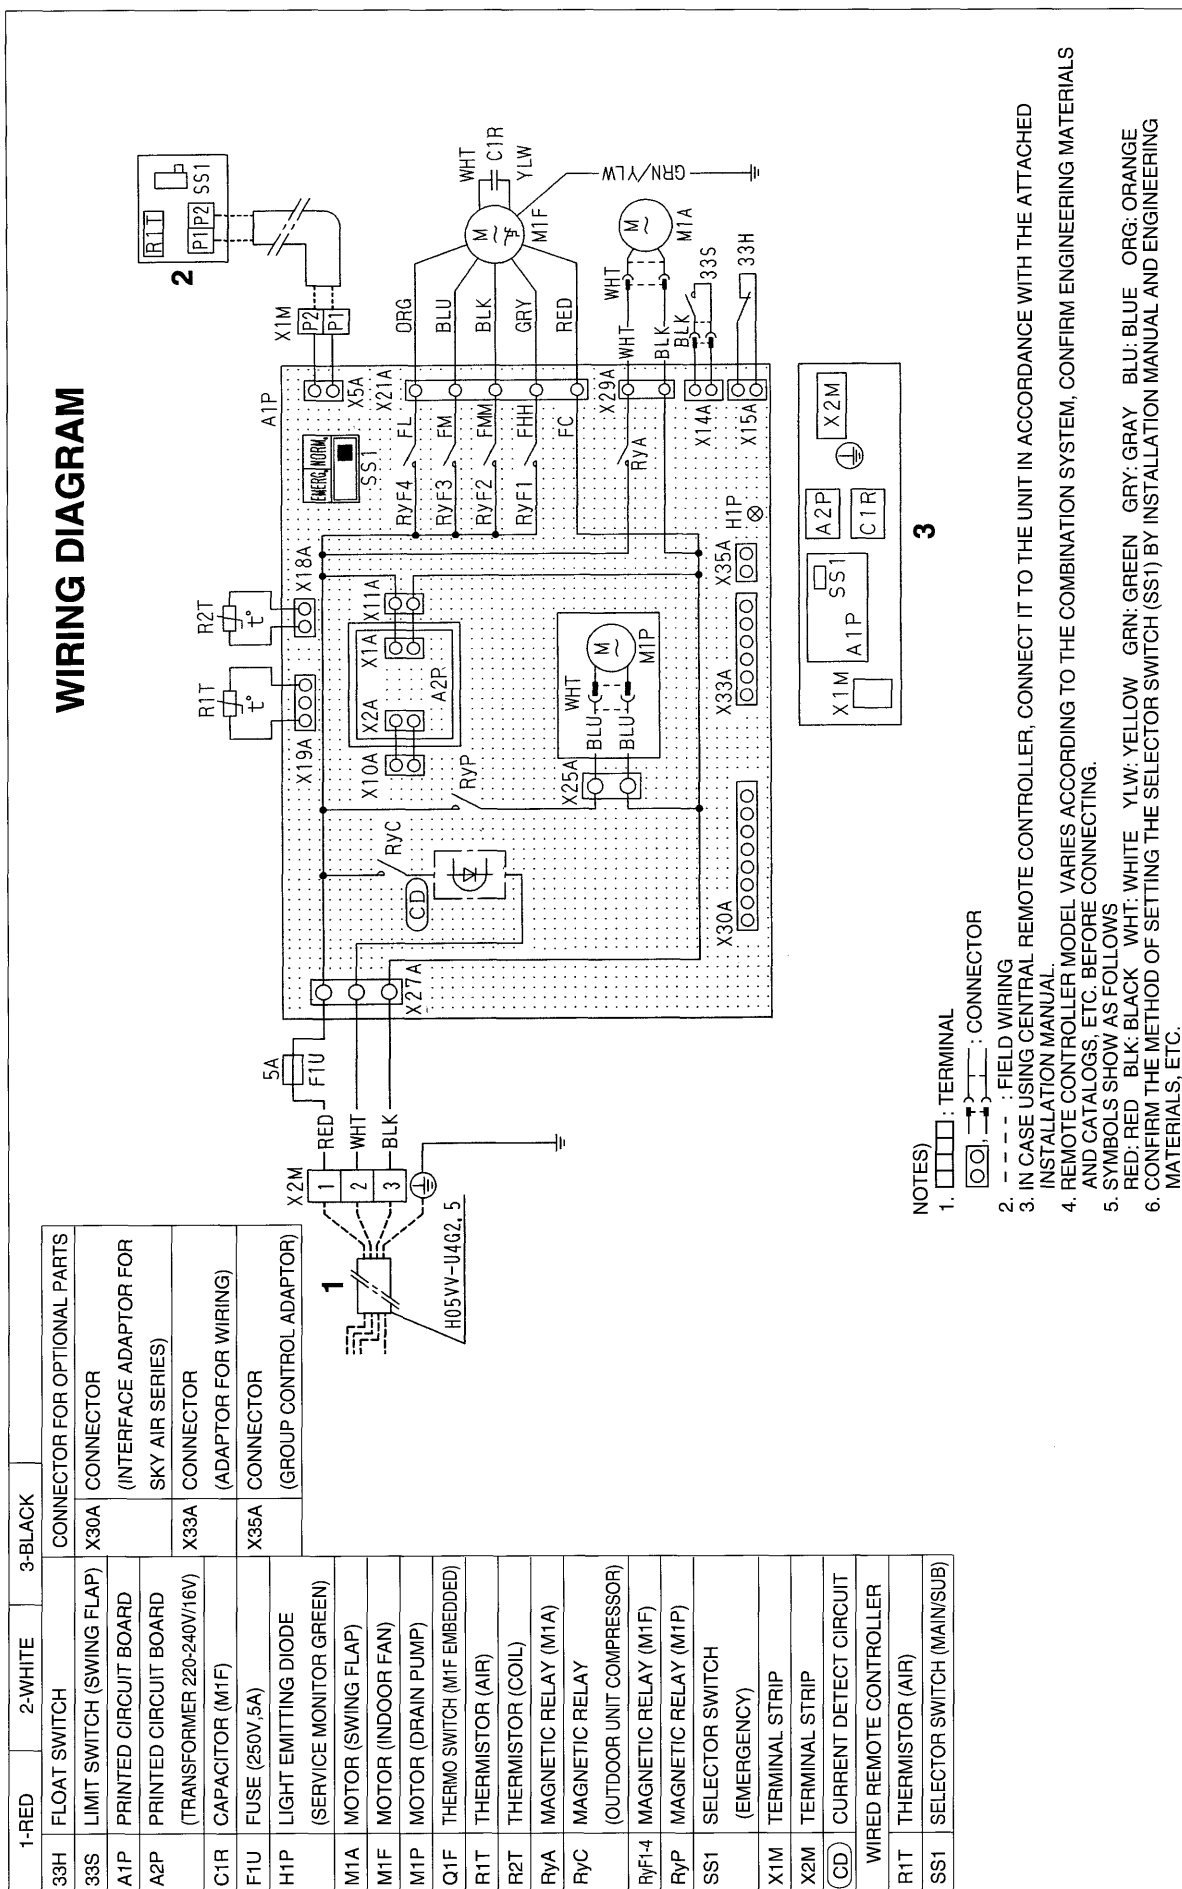 WIRING DIAGRAM
1-RED 2-WHITE 3-BLACK
33H FLOAT SWITCH
33S LIMIT SWITCH (SWING FLAP)
A1P PRINTED CIRCUIT BOARD
A2P PRINTED CIRCUIT BOARD
(TRANSFORMER 220-240V/16V)
C1R CAPACITOR (M1F)
F1U FUSE (250V,5A)
H1P LIGHT EMITTING DIODE
(SERVICE MONITOR GREEN)
M1A MOTOR (SWING FLAP)
M1F MOTOR (INDOOR FAN)
M1P MOTOR (DRAIN PUMP)
Q1F THERMO SWITCH (M1F EMBEDDED)
R1T THERMISTOR (AIR)
R2T THERMISTOR (COIL)
RyA MAGNETIC RELAY (M1A)
RyC MAGNETIC RELAY
(OUTDOOR UNIT COMPRESSOR)
RyF1-4 MAGNETIC RELAY (M1F)
RyP MAGNETIC RELAY (M1P)
SS1 SELECTOR SWITCH
(EMERGENCY)
X1M TERMINAL STRIP
X2M TERMINAL STRIP
CD CURRENT DETECT CIRCUIT
WIRED REMOTE CONTROLLER
R1T THERMISTOR (AIR)
SS1 SELECTOR SWITCH (MAIN/SUB)
CONNECTOR FOR OPTIONAL PARTS
X30A CONNECTOR
(INTERFACE ADAPTOR FOR
SKY AIR SERIES)
X33A CONNECTOR
(ADAPTOR FOR WIRING)
X35A CONNECTOR
(GROUP CONTROL ADAPTOR)
1
H05VV-U4G2.5
X2M
1
2
3
RED
WHT
BLK
5A
F1U
X27A
R1T
t°
X19A
R2T
t°
X18A
A1P
RyC
CD
RyP
X10A
X2A
X1A
X11A
A2P
X25A
BLU
BLU
WHT
M
~
M1P
X30A
X33A
X35A
H1P
EMERG. NORM.
SS1
X5A
X1M
P2
P1
2
R1T
SS1
P1 P2
X21A
RyF4 FL ORG
RyF3 FM BLU
RyF2 FMM BLK
RyF1 FHH GRY
FC RED
M
~
M1F
WHT
C1R
YLW
GRN/YLW
RyA
X29A
WHT
WHT
BLK
M
~
M1A
X14A
BLK
33S
X15A
33H
X1M
A1P
SS1
A2P
C1R
X2M
3
NOTES)
1. : TERMINAL
, : CONNECTOR
2. - - - - : FIELD WIRING
3. IN CASE USING CENTRAL REMOTE CONTROLLER, CONNECT IT TO THE UNIT IN ACCORDANCE WITH THE ATTACHED
INSTALLATION MANUAL.
4. REMOTE CONTROLLER MODEL VARIES ACCORDING TO THE COMBINATION SYSTEM, CONFIRM ENGINEERING MATERIALS
AND CATALOGS, ETC. BEFORE CONNECTING.
5. SYMBOLS SHOW AS FOLLOWS
RED: RED BLK: BLACK WHT: WHITE YLW: YELLOW GRN: GREEN GRY: GRAY BLU: BLUE ORG: ORANGE
6. CONFIRM THE METHOD OF SETTING THE SELECTOR SWITCH (SS1) BY INSTALLATION MANUAL AND ENGINEERING
MATERIALS, ETC.